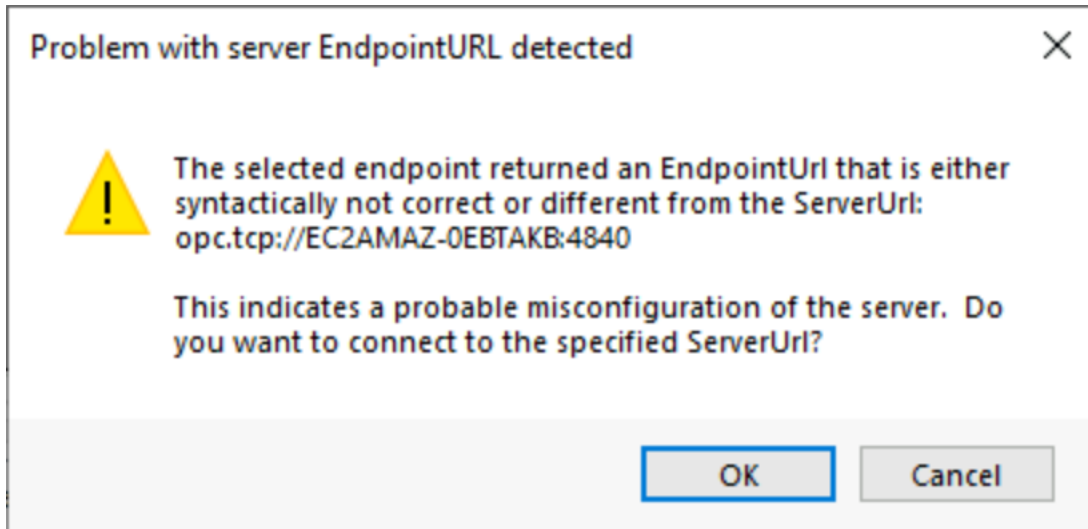 Problem with server EndpointURL detected
The selected endpoint returned an EndpointUrl that is either
syntactically not correct or different from the ServerUrl:
opc.tcp://EC2AMAZ-0EBTAKB:4840
This indicates a probable misconfiguration of the server.  Do
you want to connect to the specified ServerUrl?
OK
Cancel